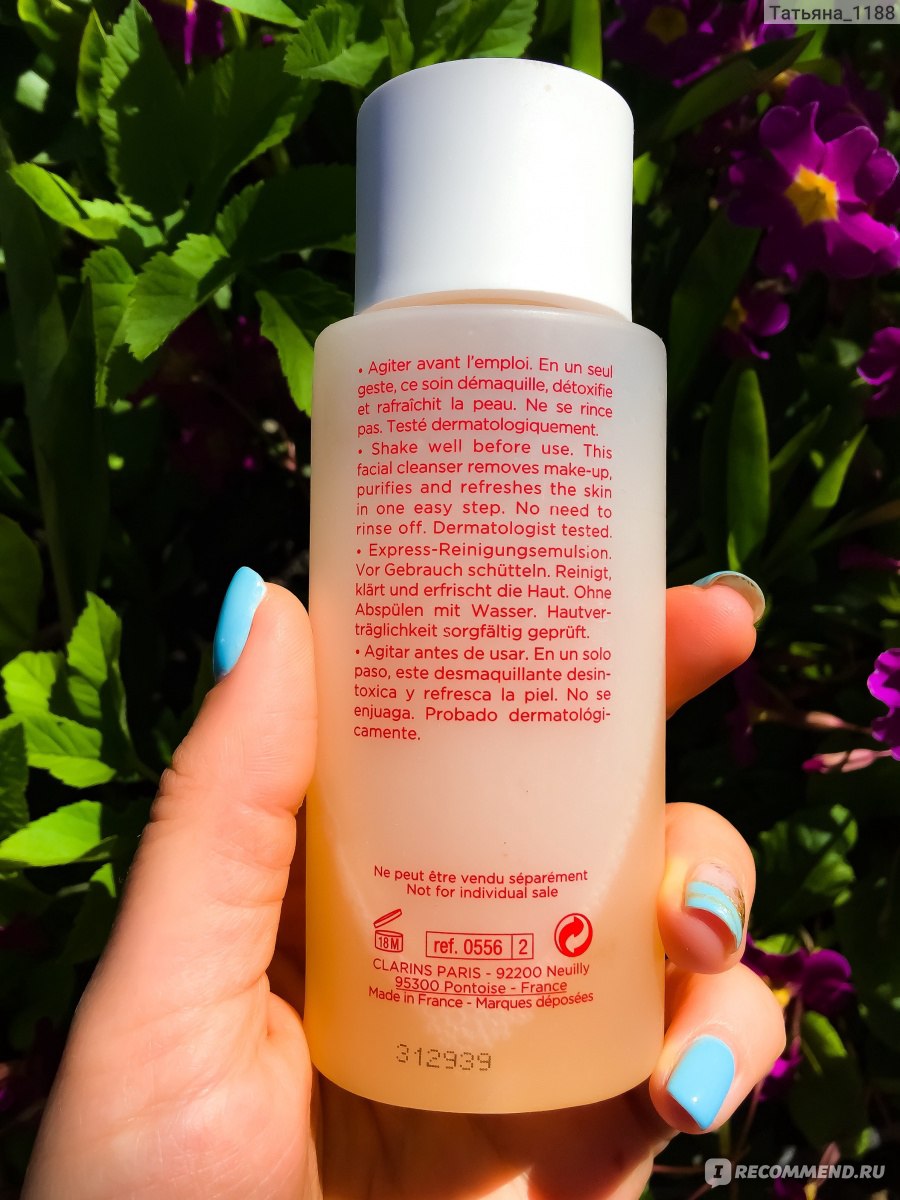 Татьяна_1188
• Agiter avant l'emploi. En un seul
geste, ce soin démaquille, détoxifie
et rafraîchit la peau. Ne se rince
pas. Testé dermatologiquement.
• Shake well before use. This
facial cleanser removes make-up,
purifies and refreshes the skin
in one easy step. No need to
rinse off. Dermatologist tested.
• Express-Reinigungsemulsion.
Vor Gebrauch schütteln. Reinigt,
klärt und erfrischt die Haut. Ohne
Abspülen mit Wasser. Hautver-
träglichkeit sorgfältig geprüft.
• Agitar antes de usar. En un solo
paso, este desmaquillante desin-
toxica y refresca la piel. No se
enjuaga. Probado dermatológi-
camente.
Ne peut être vendu séparément
Not for individual sale
18M
ref. 0556 2
CLARINS PARIS - 92200 Neuilly
95300 Pontoise - France
Made in France - Marques déposées
312939
IRECOMMEND.RU